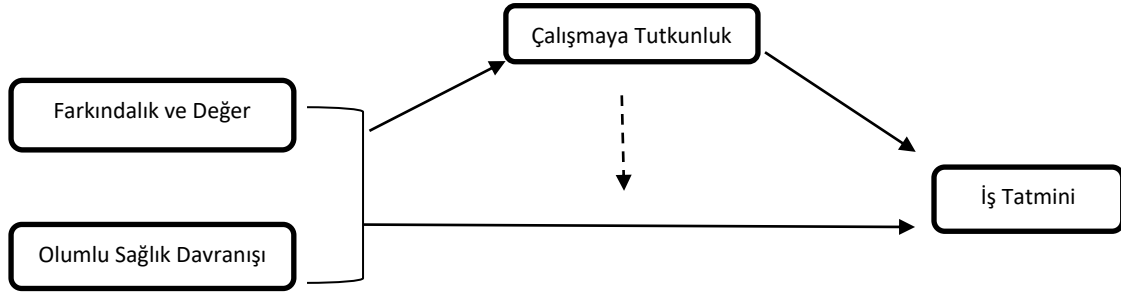 Çalışmaya Tutkunluk
Farkındalık ve Değer
İş Tatmini
Olumlu Sağlık Davranışı